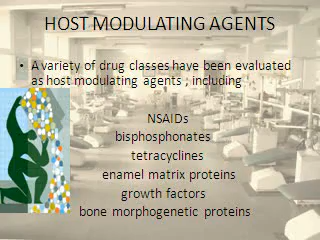 HOST MODULATING AGENTS
• A variety of drug classes have been evaluated
as host modulating agents ; including
NSAIDs
bisphosphonates
tetracyclines
enamel matrix proteins
growth factors
bone morphogenetic proteins